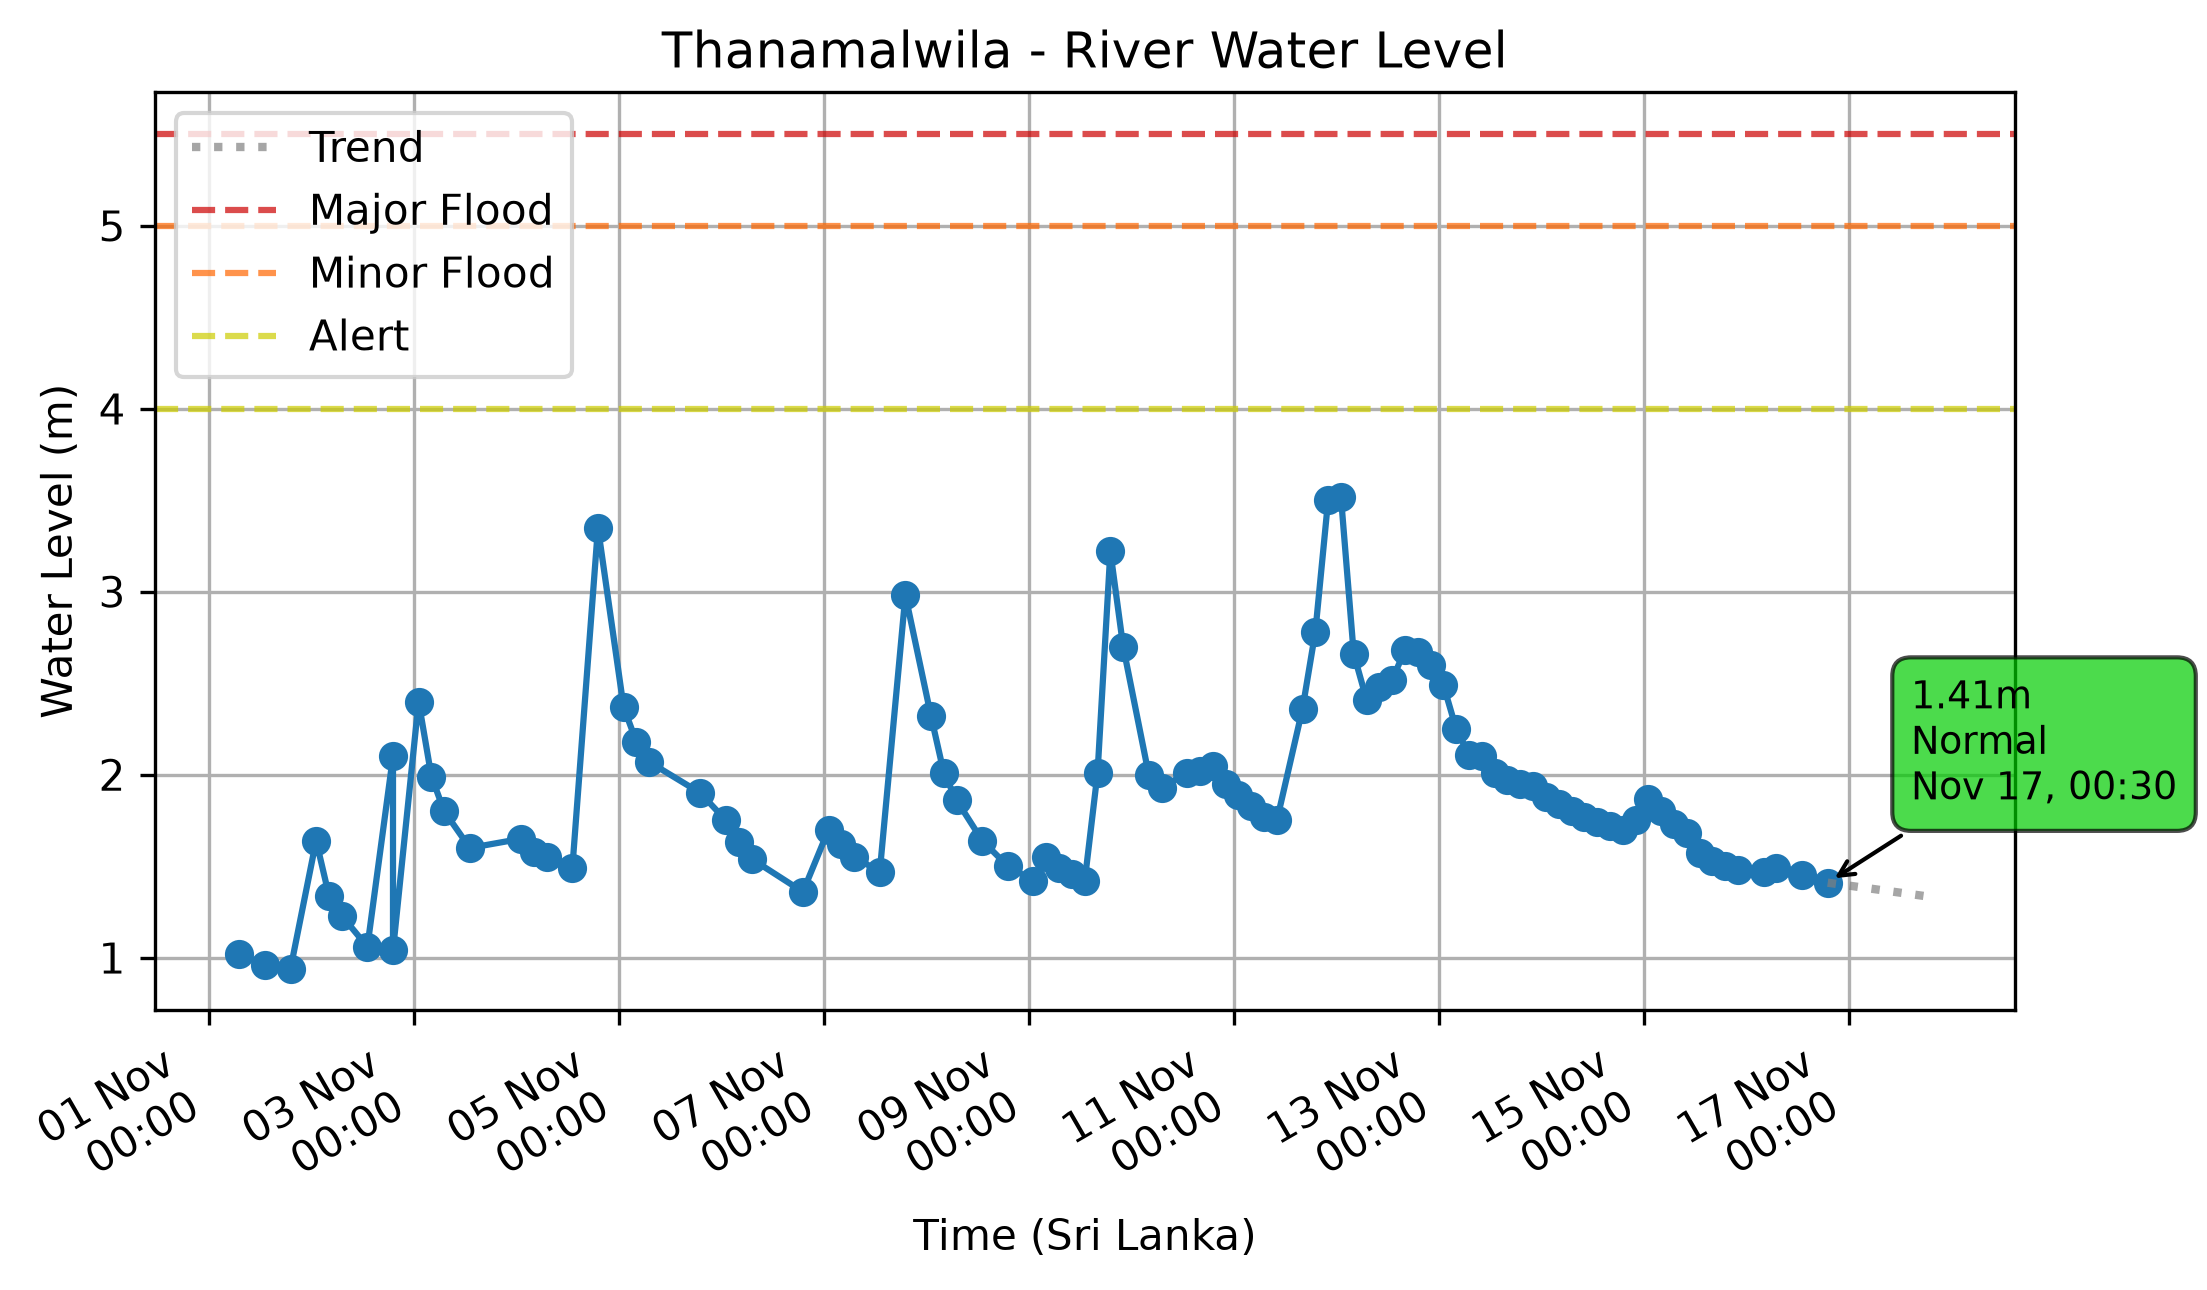 Thanamalwila - River Water Level
Trend
Major Flood
Minor Flood
Alert
Water Level (m)
5
4
3
2
1
1.41m
Normal
Nov 17, 00:30
01 Nov
00:00
03 Nov
00:00
05 Nov
00:00
07 Nov
00:00
09 Nov
00:00
11 Nov
00:00
13 Nov
00:00
15 Nov
00:00
17 Nov
00:00
Time (Sri Lanka)